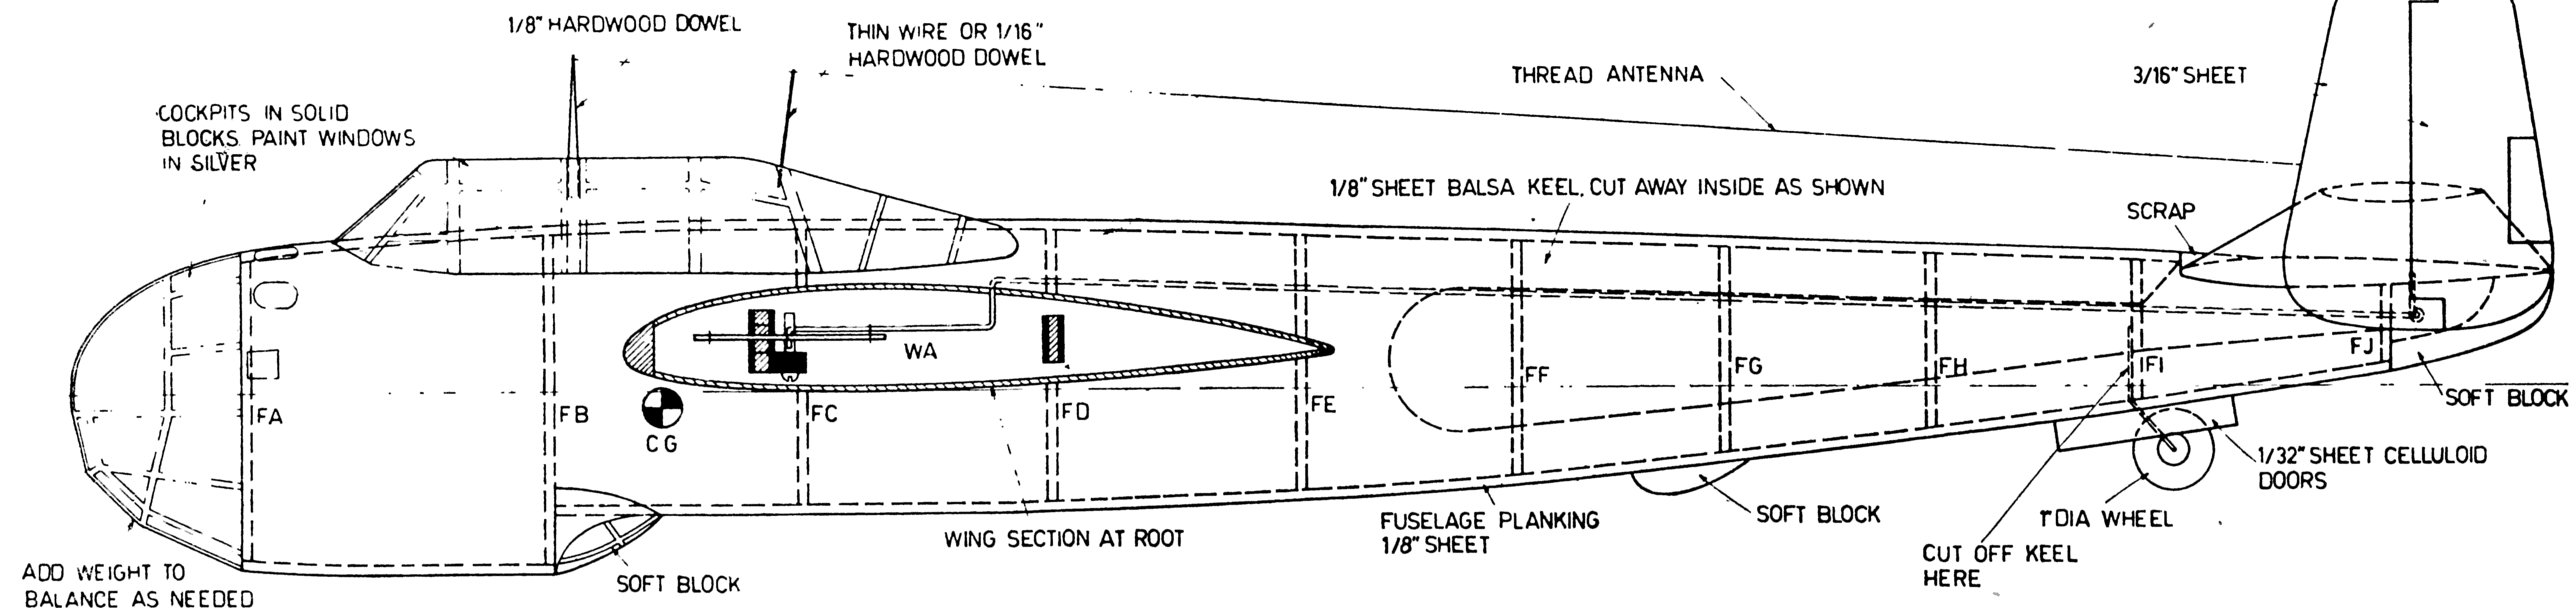 1/8" HARDWOOD DOWEL
THIN WIRE OR 1/16"
HARDWOOD DOWEL
THREAD ANTENNA
3/16" SHEET
COCKPITS IN SOLID
BLOCKS. PAINT WINDOWS
IN SILVER
1/8" SHEET BALSA KEEL, CUT AWAY INSIDE AS SHOWN
SCRAP
WA
FA
FB
CG
FC
FD
FE
FF
FG
FH
FI
FJ
SOFT BLOCK
1/32" SHEET CELLULOID
DOORS
1" DIA WHEEL
CUT OFF KEEL
HERE
SOFT BLOCK
FUSELAGE PLANKING
1/8" SHEET
WING SECTION AT ROOT
SOFT BLOCK
ADD WEIGHT TO
BALANCE AS NEEDED